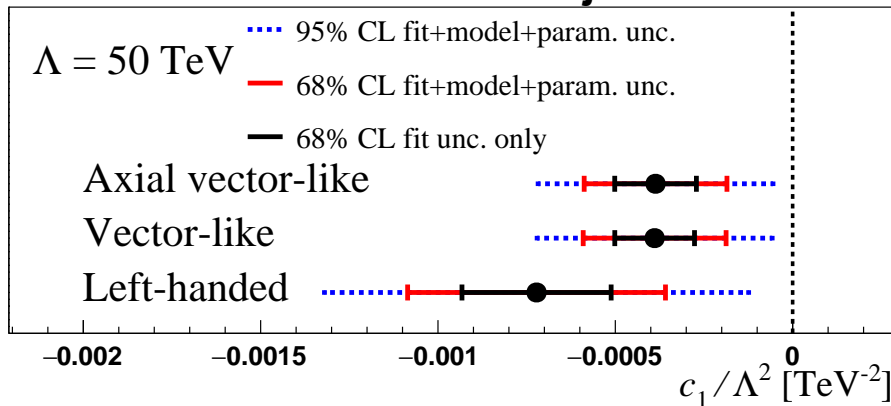 Λ = 50 TeV
95% CL fit+model+param. unc.
68% CL fit+model+param. unc.
68% CL fit unc. only
Axial vector-like
Vector-like
Left-handed
−0.002 −0.0015 −0.001 −0.0005 0
c₁/Λ² [TeV⁻²]